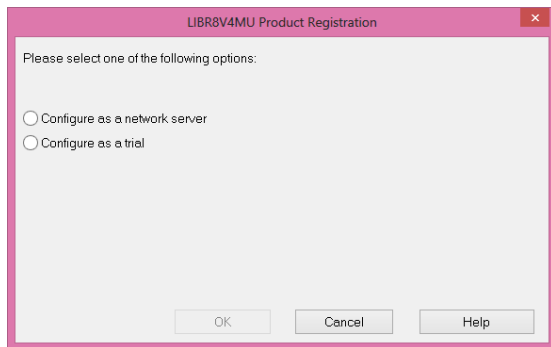 LIBR8V4MU Product Registration
Please select one of the following options:
Configure as a network server
Configure as a trial
OK
Cancel
Help